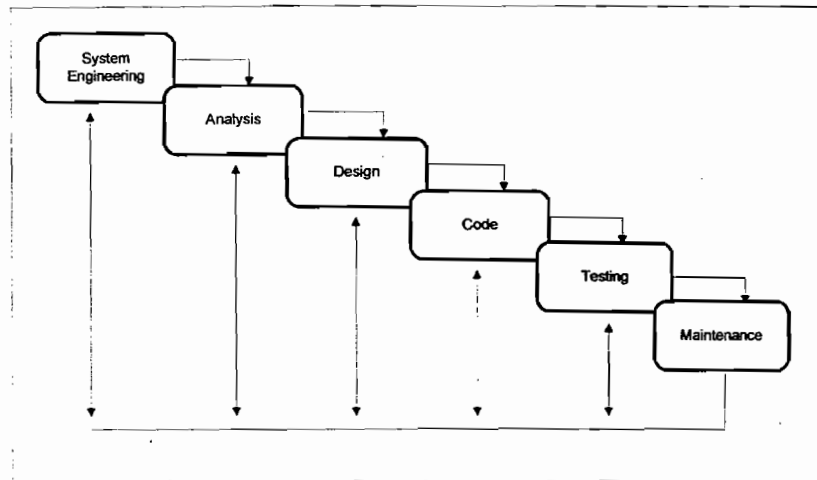 System
Engineering
Analysis
Design
Code
Testing
Maintenance